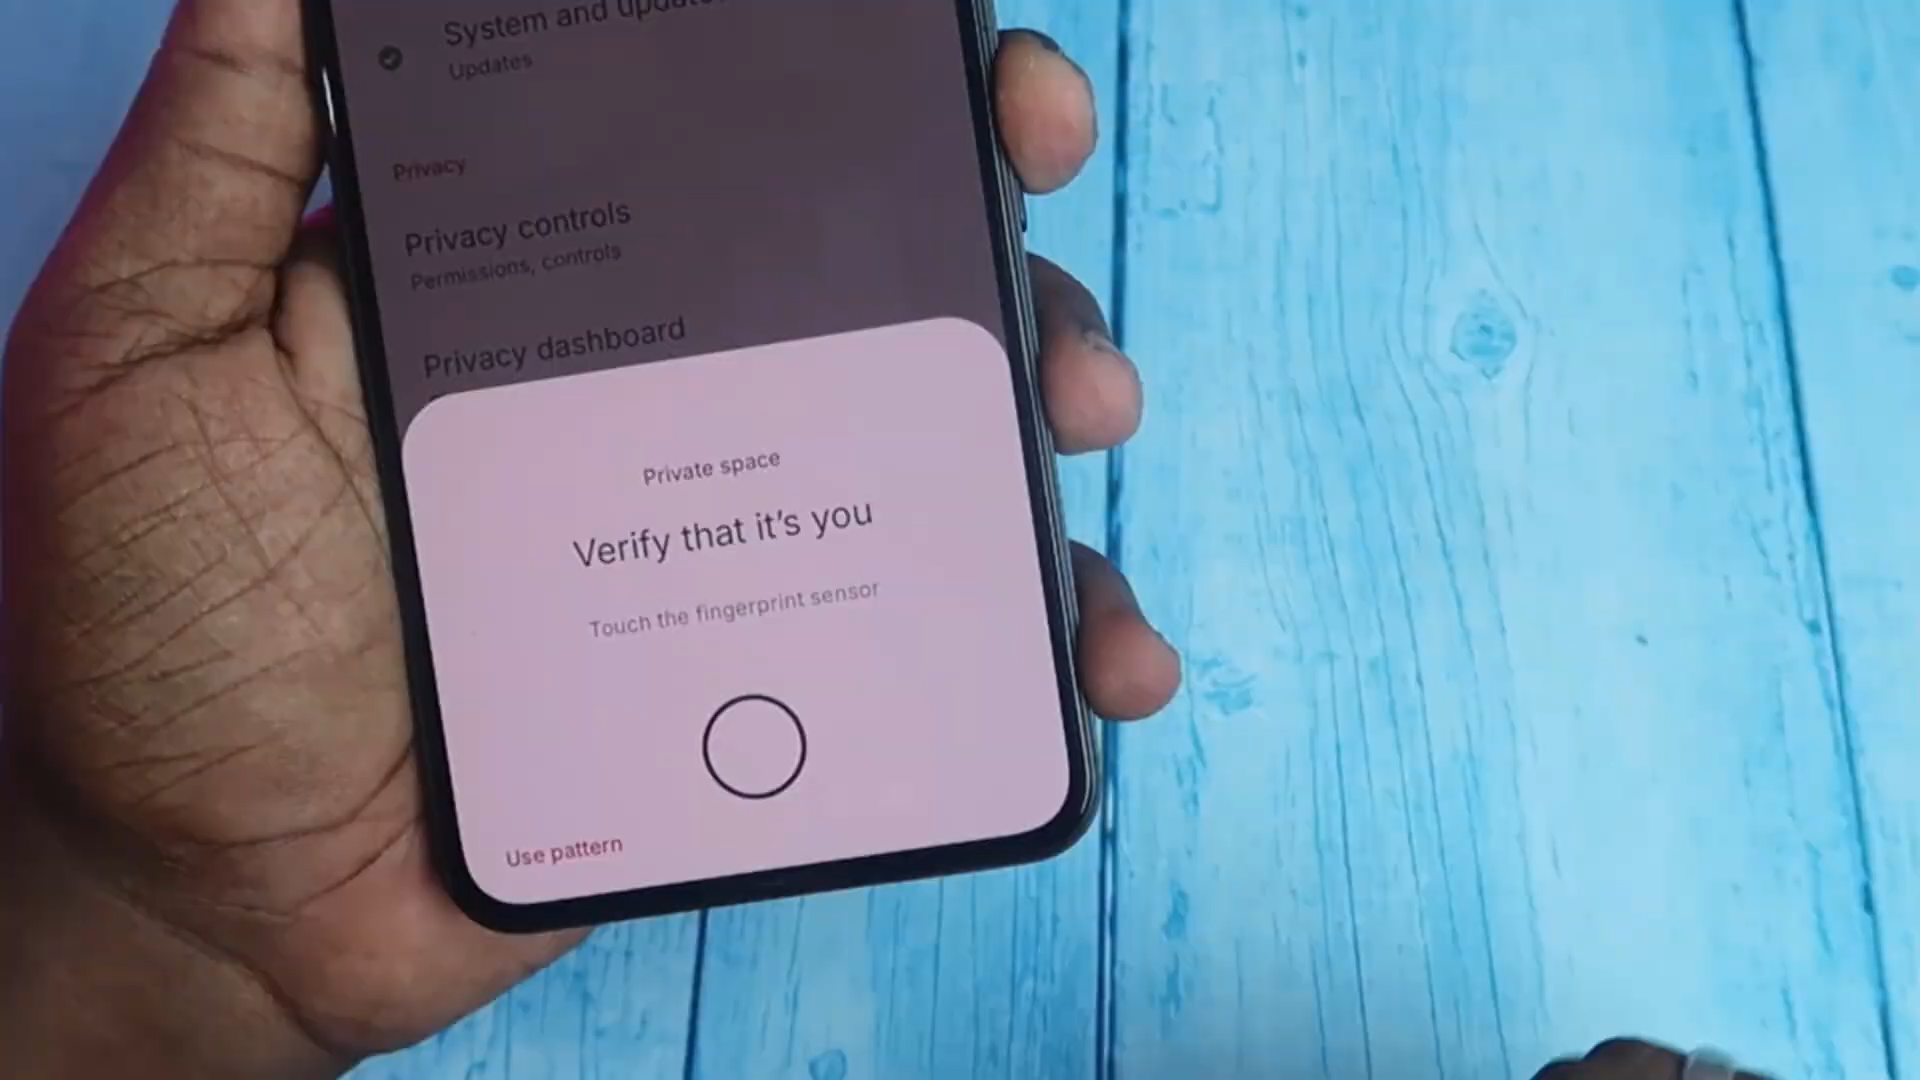 System and updates
Updates
Privacy
Privacy controls
Permissions, controls
Privacy dashboard
Private space
Verify that it's you
Touch the fingerprint sensor
Use pattern